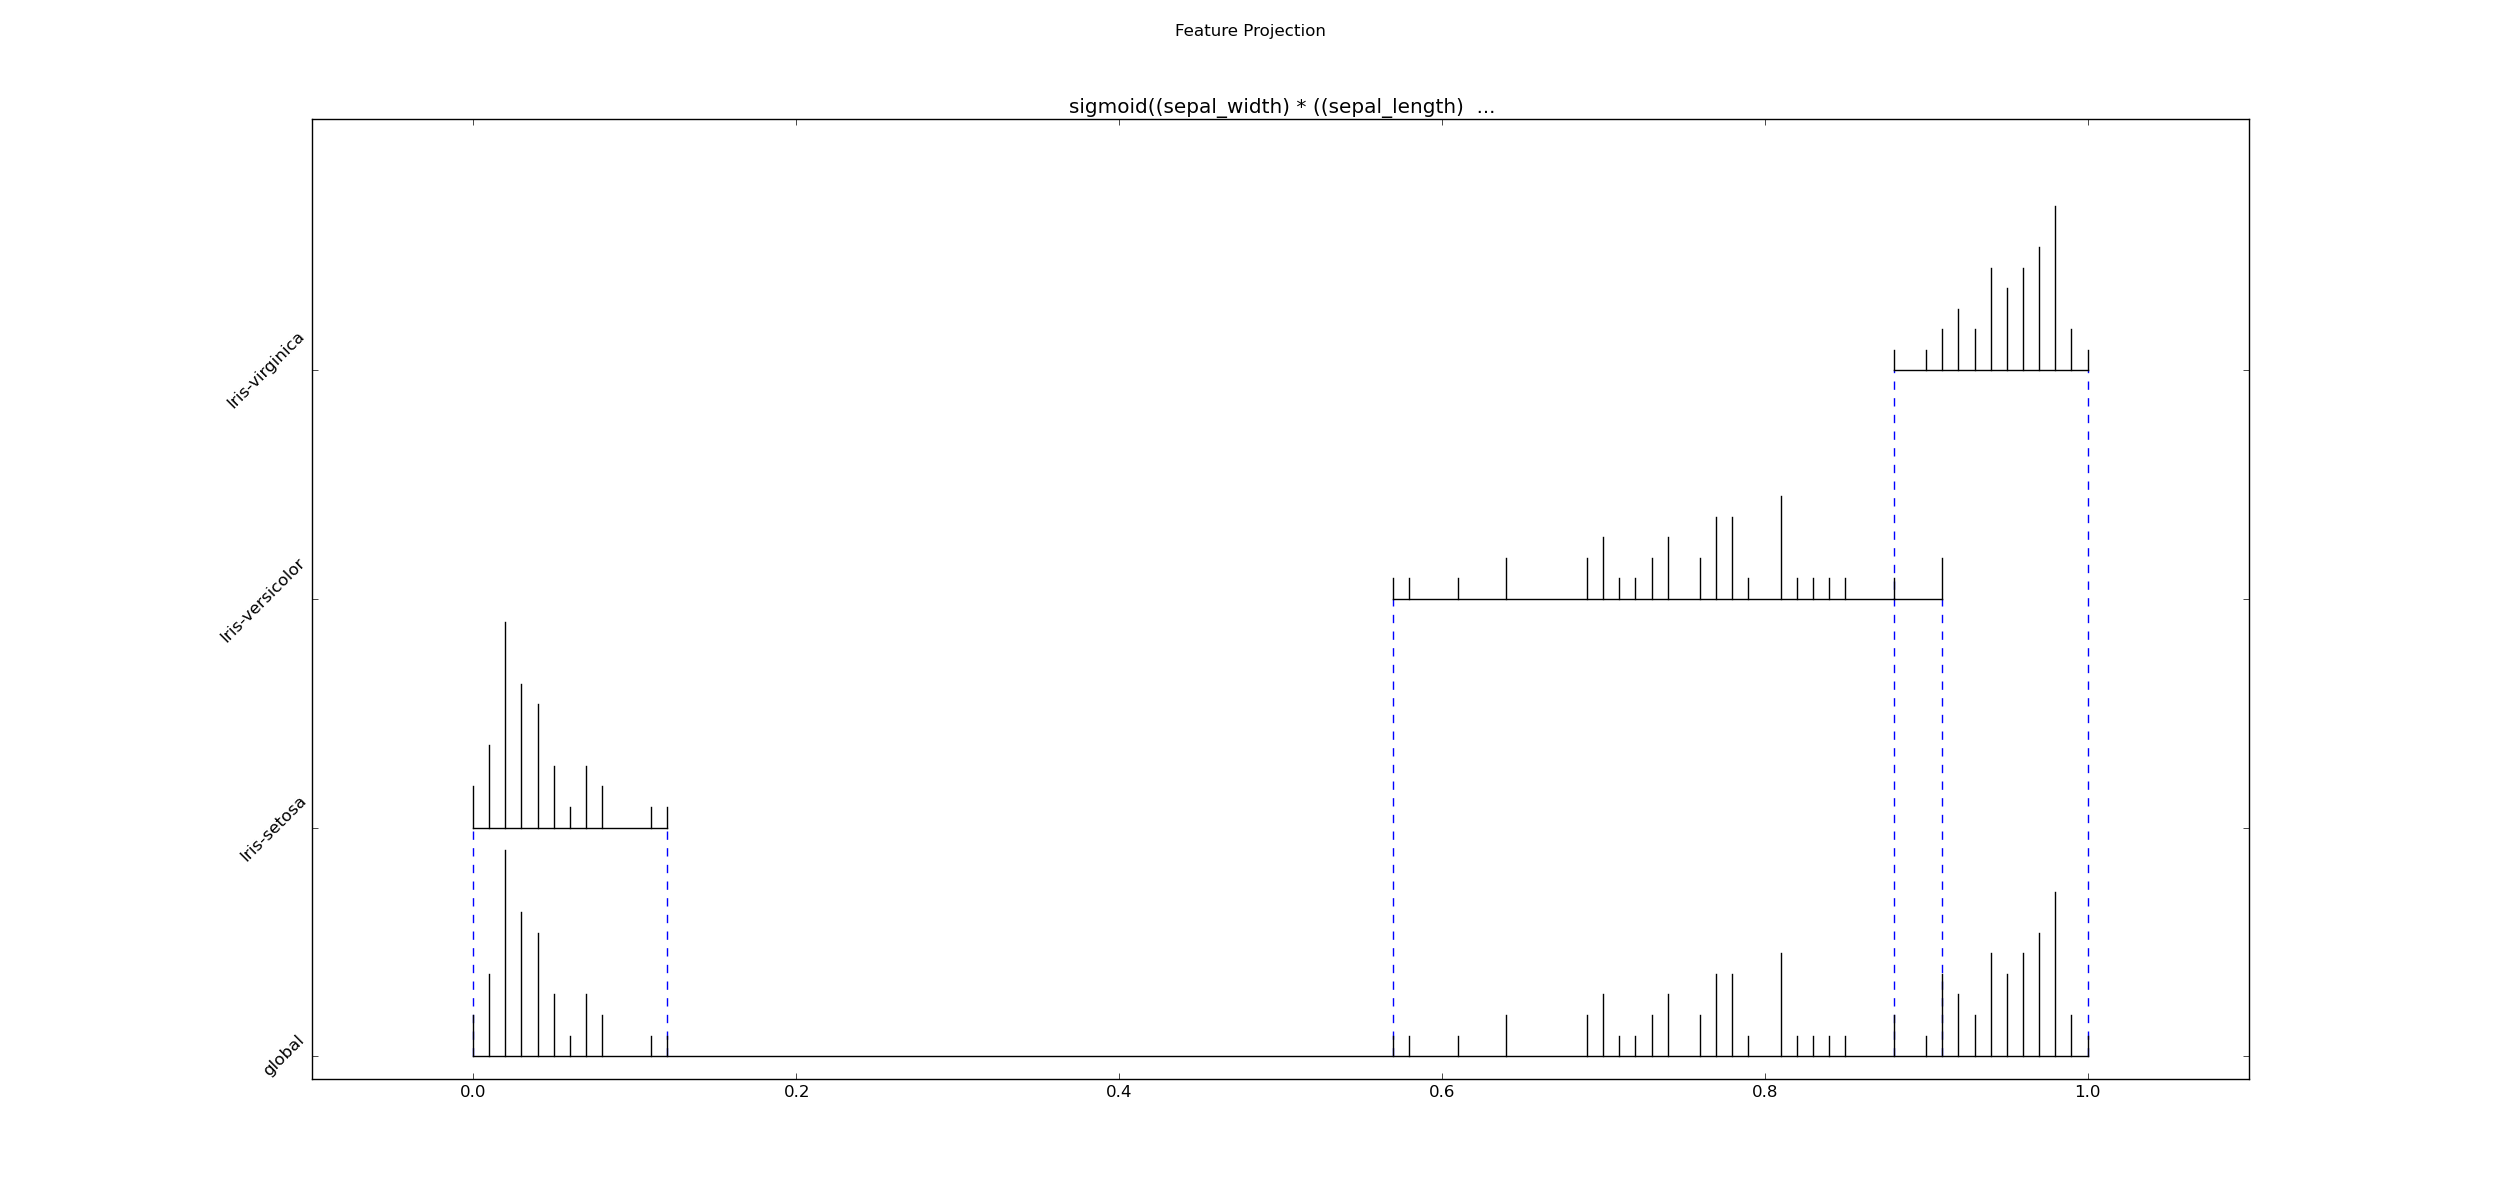 Feature Projection
sigmoid((sepal_width) * ((sepal_length)  ...
Iris-virginica
Iris-versicolor
Iris-setosa
global
0.0 0.2 0.4 0.6 0.8 1.0